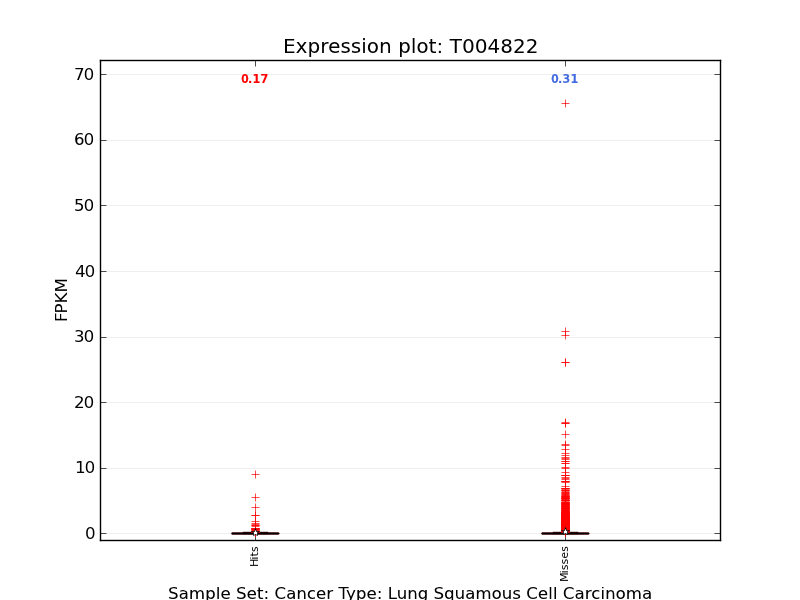 Expression plot: T004822
0.17
0.31
70
60
50
40
30
20
10
0
FPKM
Hits
Misses
Sample Set: Cancer Type: Lung Squamous Cell Carcinoma